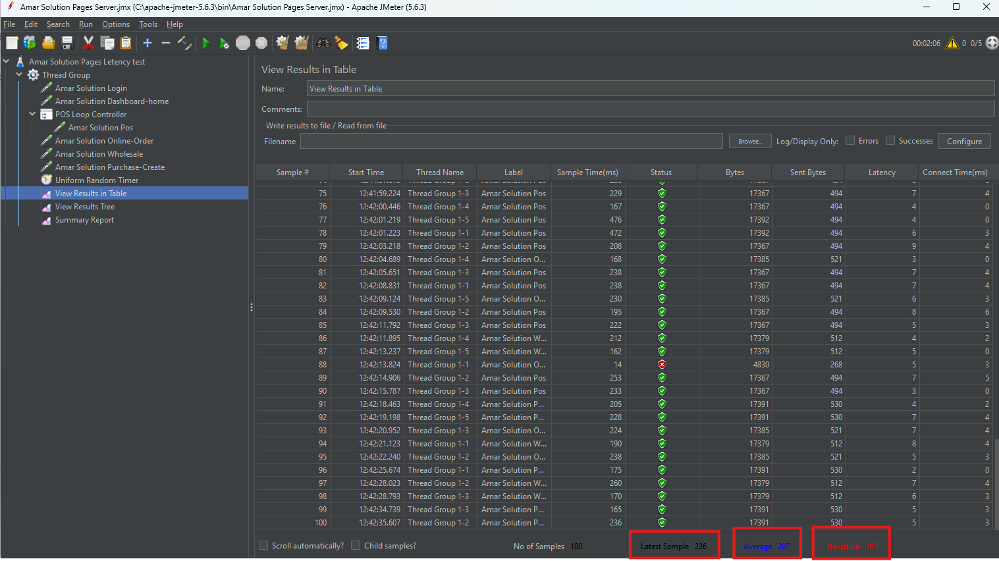 Amar Solution Pages Server.jmx (C:\apache-jmeter-5.6.3\bin\Amar Solution Pages Server.jmx) - Apache JMeter (5.6.3)
File Edit Search Run Options Tools Help
00:02:06 0 0/5
Amar Solution Pages Letency test
Thread Group
Amar Solution Login
Amar Solution Dashboard-home
POS Loop Controller
Amar Solution Pos
Amar Solution Online-Order
Amar Solution Wholesale
Amar Solution Purchase-Create
Uniform Random Timer
View Results in Table
View Results Tree
Summary Report
View Results in Table
Name: View Results in Table
Comments:
Write results to file / Read from file
Filename Browse... Log/Display Only: Errors Successes Configure
Sample # Start Time Thread Name Label Sample Time(ms) Status Bytes Sent Bytes Latency Connect Time(ms)
75 12:41:59.224 Thread Group 1-3 Amar Solution Pos 229 17367 494 7 4
76 12:42:00.446 Thread Group 1-4 Amar Solution Pos 167 17367 494 4 0
77 12:42:01.219 Thread Group 1-5 Amar Solution Pos 476 17392 494 4 0
78 12:42:01.223 Thread Group 1-1 Amar Solution Pos 472 17392 494 6 3
79 12:42:03.218 Thread Group 1-2 Amar Solution Pos 208 17367 494 9 4
80 12:42:04.689 Thread Group 1-4 Amar Solution O... 168 17385 521 3 0
81 12:42:05.651 Thread Group 1-3 Amar Solution Pos 238 17367 494 7 4
82 12:42:08.831 Thread Group 1-1 Amar Solution Pos 238 17367 494 7 4
83 12:42:09.124 Thread Group 1-5 Amar Solution O... 230 17385 521 6 3
84 12:42:09.530 Thread Group 1-2 Amar Solution Pos 195 17367 494 8 6
85 12:42:11.792 Thread Group 1-3 Amar Solution Pos 222 17367 494 5 3
86 12:42:11.895 Thread Group 1-4 Amar Solution W... 212 17379 512 4 2
87 12:42:13.237 Thread Group 1-5 Amar Solution W... 162 17379 512 5 0
88 12:42:13.824 Thread Group 1-1 Amar Solution O... 14 4830 268 5 3
89 12:42:14.906 Thread Group 1-2 Amar Solution Pos 253 17367 494 7 5
90 12:42:15.787 Thread Group 1-3 Amar Solution Pos 233 17367 494 3 0
91 12:42:18.463 Thread Group 1-4 Amar Solution P... 205 17391 530 4 2
92 12:42:19.198 Thread Group 1-5 Amar Solution P... 228 17391 530 7 4
93 12:42:20.952 Thread Group 1-3 Amar Solution O... 224 17385 521 7 4
94 12:42:21.123 Thread Group 1-1 Amar Solution W... 190 17379 512 8 4
95 12:42:22.240 Thread Group 1-2 Amar Solution O... 238 17385 521 5 3
96 12:42:25.674 Thread Group 1-1 Amar Solution P... 175 17391 530 2 0
97 12:42:28.023 Thread Group 1-2 Amar Solution W... 260 17379 512 7 4
98 12:42:28.793 Thread Group 1-3 Amar Solution W... 170 17379 512 6 3
99 12:42:34.739 Thread Group 1-3 Amar Solution P... 165 17391 530 5 3
100 12:42:35.607 Thread Group 1-2 Amar Solution P... 236 17391 530 5 3
Scroll automatically? Child samples? No of Samples 100 Latest Sample 236 Average 207 Deviation 101